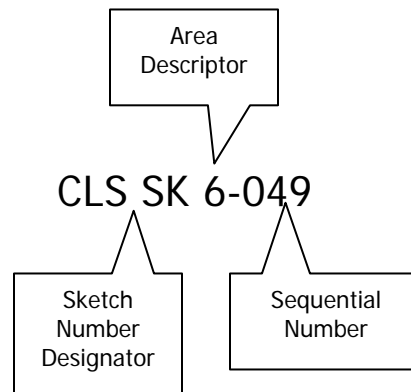 Area
Descriptor
CLS SK 6-049
Sketch
Number
Designator
Sequential
Number